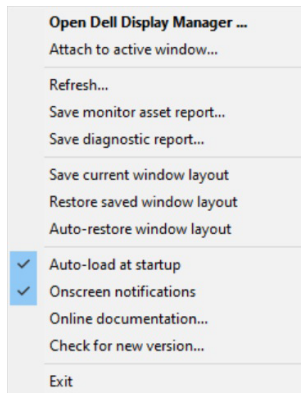 Open Dell Display Manager ...
Attach to active window...
Refresh...
Save monitor asset report...
Save diagnostic report...
Save current window layout
Restore saved window layout
Auto-restore window layout
Auto-load at startup
Onscreen notifications
Online documentation...
Check for new version...
Exit